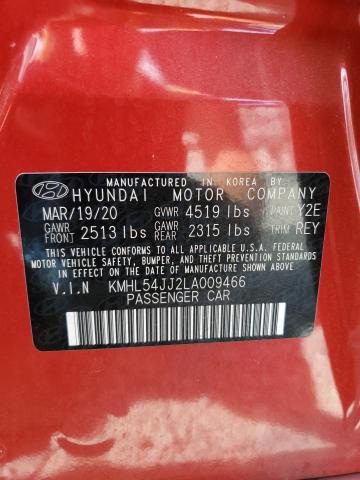 MANUFACTURED IN KOREA BY
HYUNDAI MOTOR COMPANY
MAR/19/20 GVWR 4519 lbs PAINT Y2E
GAWR FRONT 2513 lbs GAWR REAR 2315 lbs TRIM REY
THIS VEHICLE CONFORMS TO ALL APPLICABLE U.S.A. FEDERAL
MOTOR VEHICLE SAFETY, BUMPER, AND THEFT PREVENTION
STANDARDS IN EFFECT ON THE DATE OF MANUFACTURE SHOWN ABOVE.
V.I.N KMHL54JJ2LA009466
PASSENGER CAR